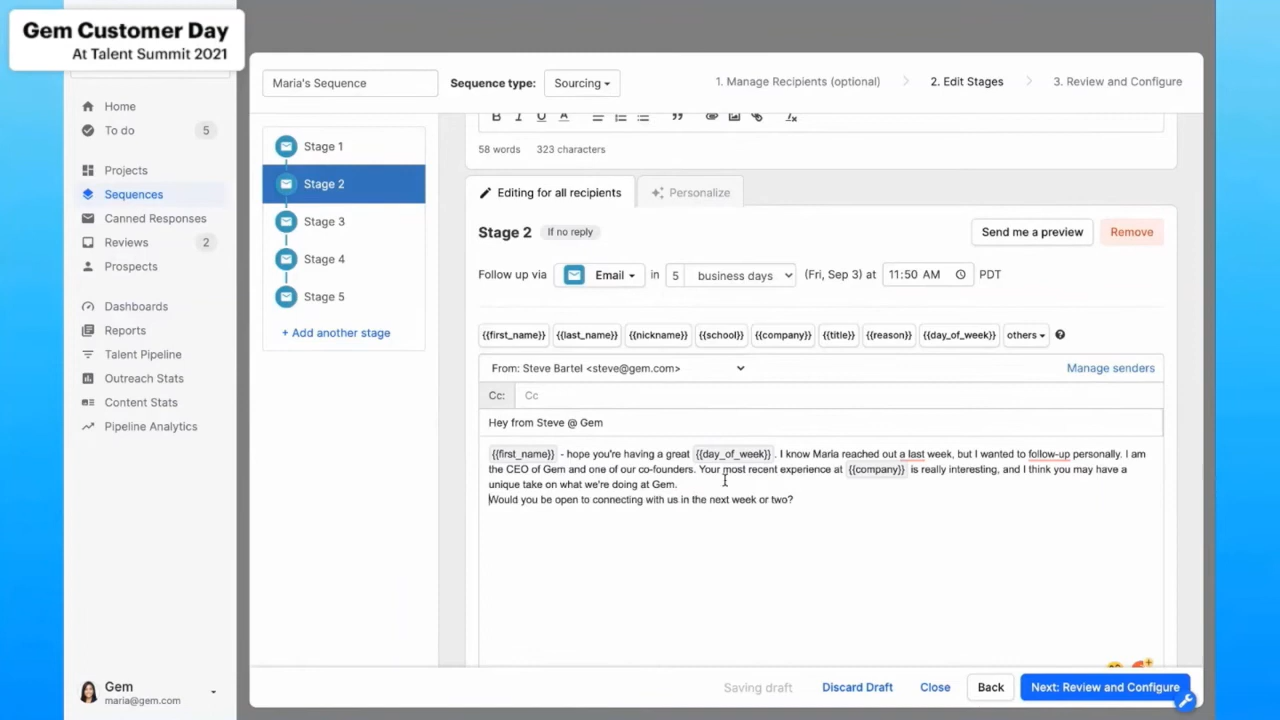 Gem Customer Day
At Talent Summit 2021
Home
To do 5
Projects
Sequences
Canned Responses
Reviews 2
Prospects
Dashboards
Reports
Talent Pipeline
Outreach Stats
Content Stats
Pipeline Analytics
Gem
maria@gem.com
Maria's Sequence Sequence type: Sourcing 1. Manage Recipients (optional) 2. Edit Stages 3. Review and Configure
Stage 1
Stage 2
Stage 3
Stage 4
Stage 5
+ Add another stage
B I U A
58 words 323 characters
Editing for all recipients Personalize
Stage 2 If no reply Send me a preview Remove
Follow up via Email in 5 business days (Fri, Sep 3) at 11:50 AM PDT
{{first_name}} {{last_name}} {{nickname}} {{school}} {{company}} {{title}} {{reason}} {{day_of_week}} others
From: Steve Bartel <steve@gem.com> Manage senders
Cc: Cc
Hey from Steve @ Gem
{{first_name}} - hope you're having a great {{day_of_week}}. I know Maria reached out a last week, but I wanted to follow-up personally. I am
the CEO of Gem and one of our co-founders. Your most recent experience at {{company}} is really interesting, and I think you may have a
unique take on what we're doing at Gem.
Would you be open to connecting with us in the next week or two?
Saving draft Discard Draft Close Back Next: Review and Configure